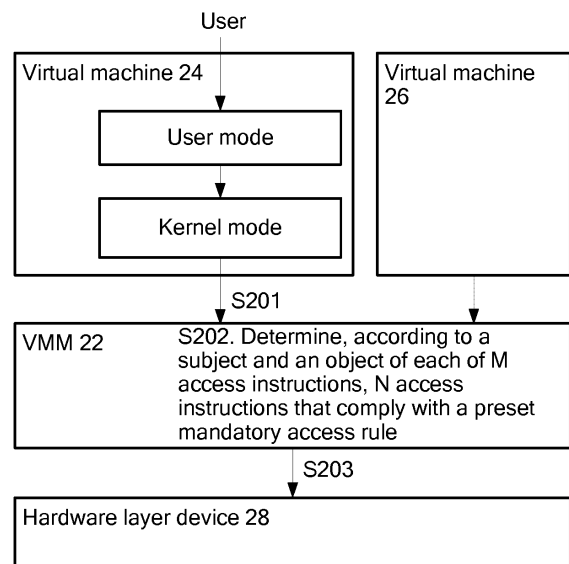 User
Virtual machine 24
Virtual machine
26
User mode
Kernel mode
S201
VMM 22
S202. Determine, according to a
subject and an object of each of M
access instructions, N access
instructions that comply with a preset
mandatory access rule
S203
Hardware layer device 28